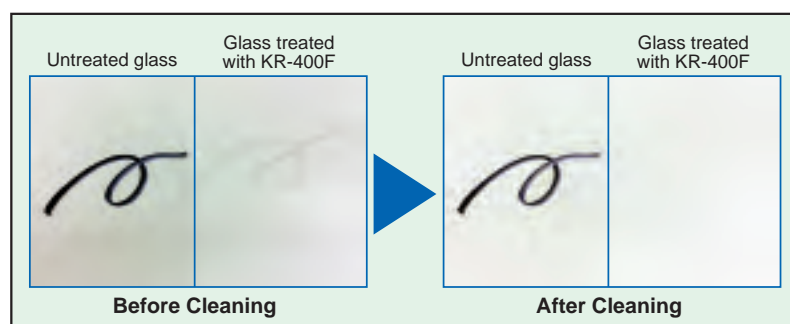 Untreated glass
Glass treated
with KR-400F
Untreated glass
Glass treated
with KR-400F
Before Cleaning
After Cleaning